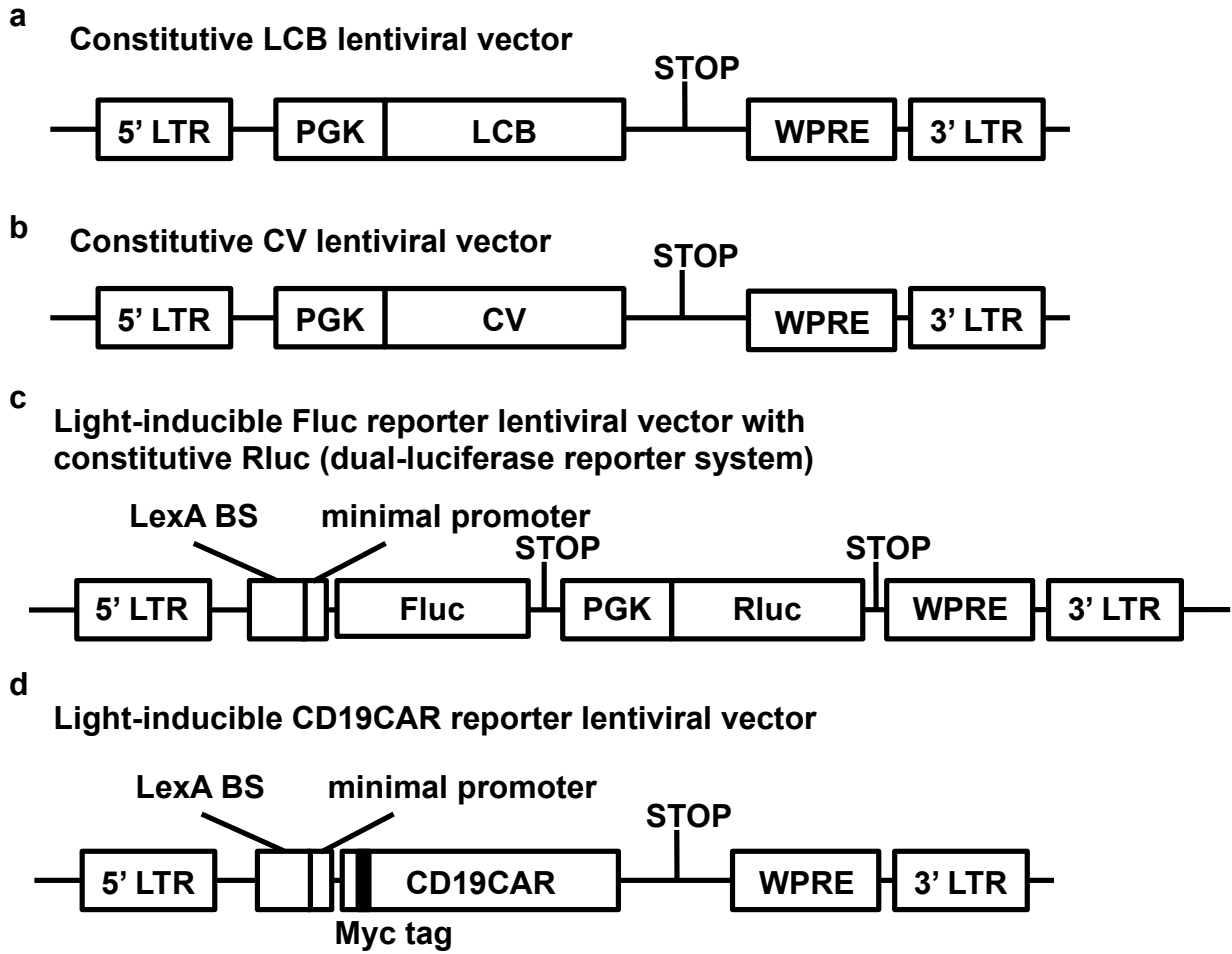 a
Constitutive LCB lentiviral vector
STOP
5’ LTR PGK LCB WPRE 3’ LTR
b
Constitutive CV lentiviral vector
STOP
5’ LTR PGK CV WPRE 3’ LTR
c
Light-inducible Fluc reporter lentiviral vector with
constitutive Rluc (dual-luciferase reporter system)
LexA BS minimal promoter
STOP STOP
5’ LTR Fluc PGK Rluc WPRE 3’ LTR
d
Light-inducible CD19CAR reporter lentiviral vector
LexA BS minimal promoter
STOP
5’ LTR CD19CAR WPRE 3’ LTR
Myc tag